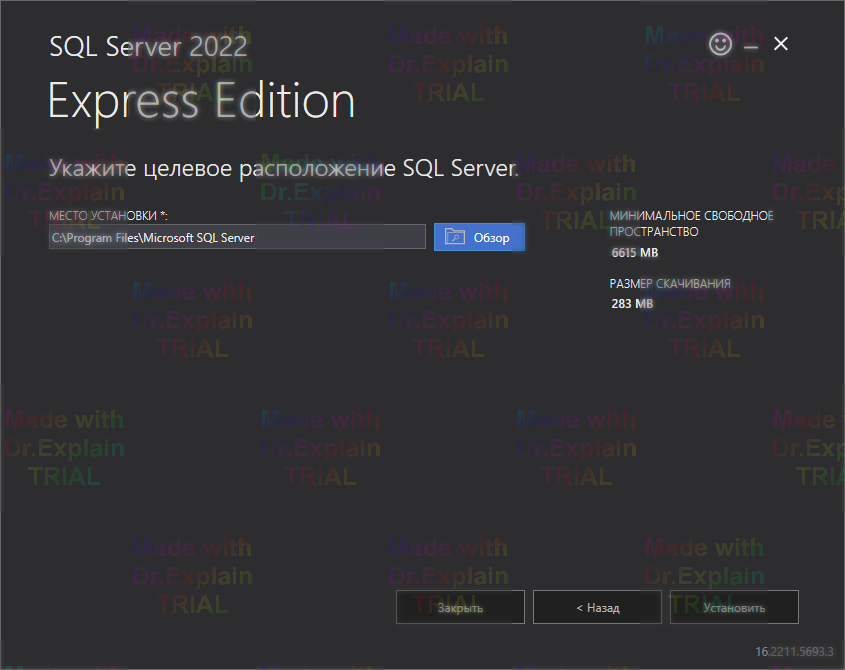 SQL Server 2022
Express Edition
Укажите целевое расположение SQL Server.
МЕСТО УСТАНОВКИ *:
C:\Program Files\Microsoft SQL Server
Обзор
МИНИМАЛЬНОЕ СВОБОДНОЕ
ПРОСТРАНСТВО
6615 MB
РАЗМЕР СКАЧИВАНИЯ
283 MB
Закрыть
< Назад
Установить
16.2211.5693.3
Made with
Dr.Explain
TRIAL